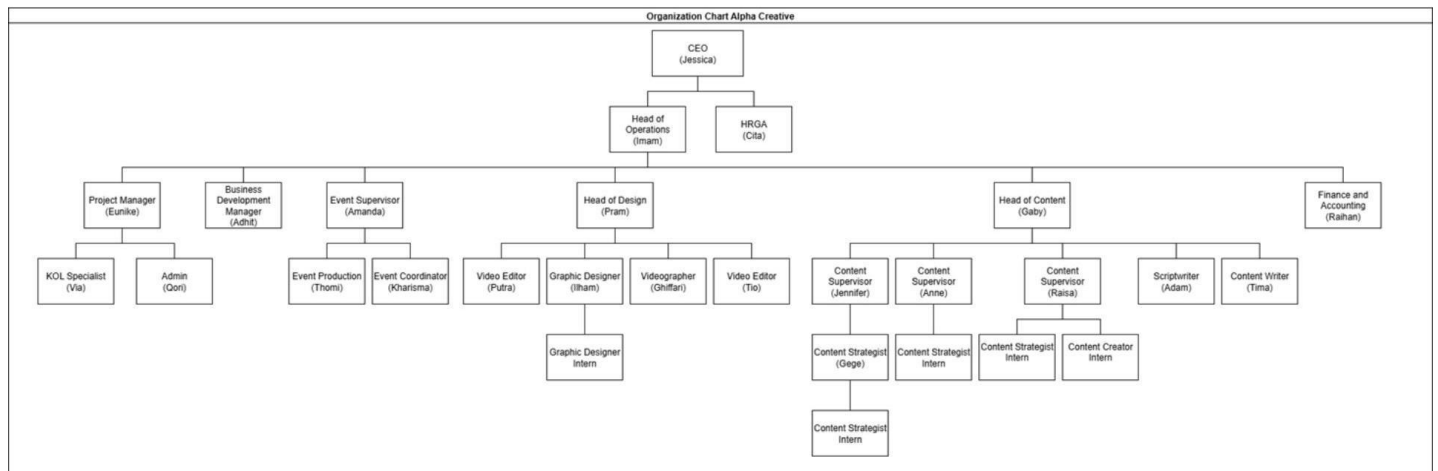 Organization Chart Alpha Creative
CEO
(Jessica)
Head of
Operations
(Imam)
HRGA
(Cita)
Project Manager
(Eunike)
Business
Development
Manager
(Adhit)
Event Supervisor
(Amanda)
Head of Design
(Pram)
Head of Content
(Gaby)
Finance and
Accounting
(Raihan)
KOL Specialist
(Via)
Admin
(Qori)
Event Production
(Thomi)
Event Coordinator
(Kharisma)
Video Editor
(Putra)
Graphic Designer
(Ilham)
Videographer
(Ghiffari)
Video Editor
(Tio)
Content
Supervisor
(Jennifer)
Content
Supervisor
(Anne)
Content
Supervisor
(Raisa)
Scriptwriter
(Adam)
Content Writer
(Tima)
Graphic Designer
Intern
Content Strategist
(Gege)
Content Strategist
Intern
Content Strategist
Intern
Content Creator
Intern
Content Strategist
Intern